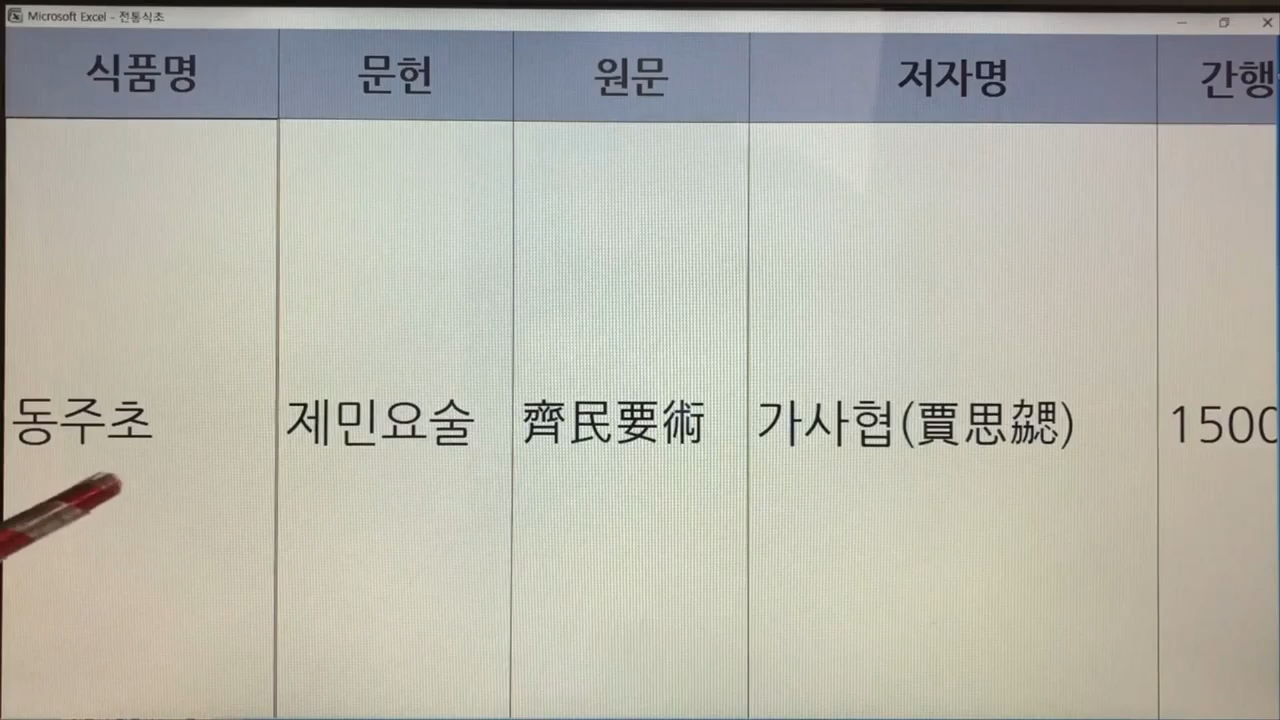 Microsoft Excel - 전통식초
식품명 문헌 원문 저자명 간행
동주초 제민요술 齊民要術 가사협(賈思勰) 1500